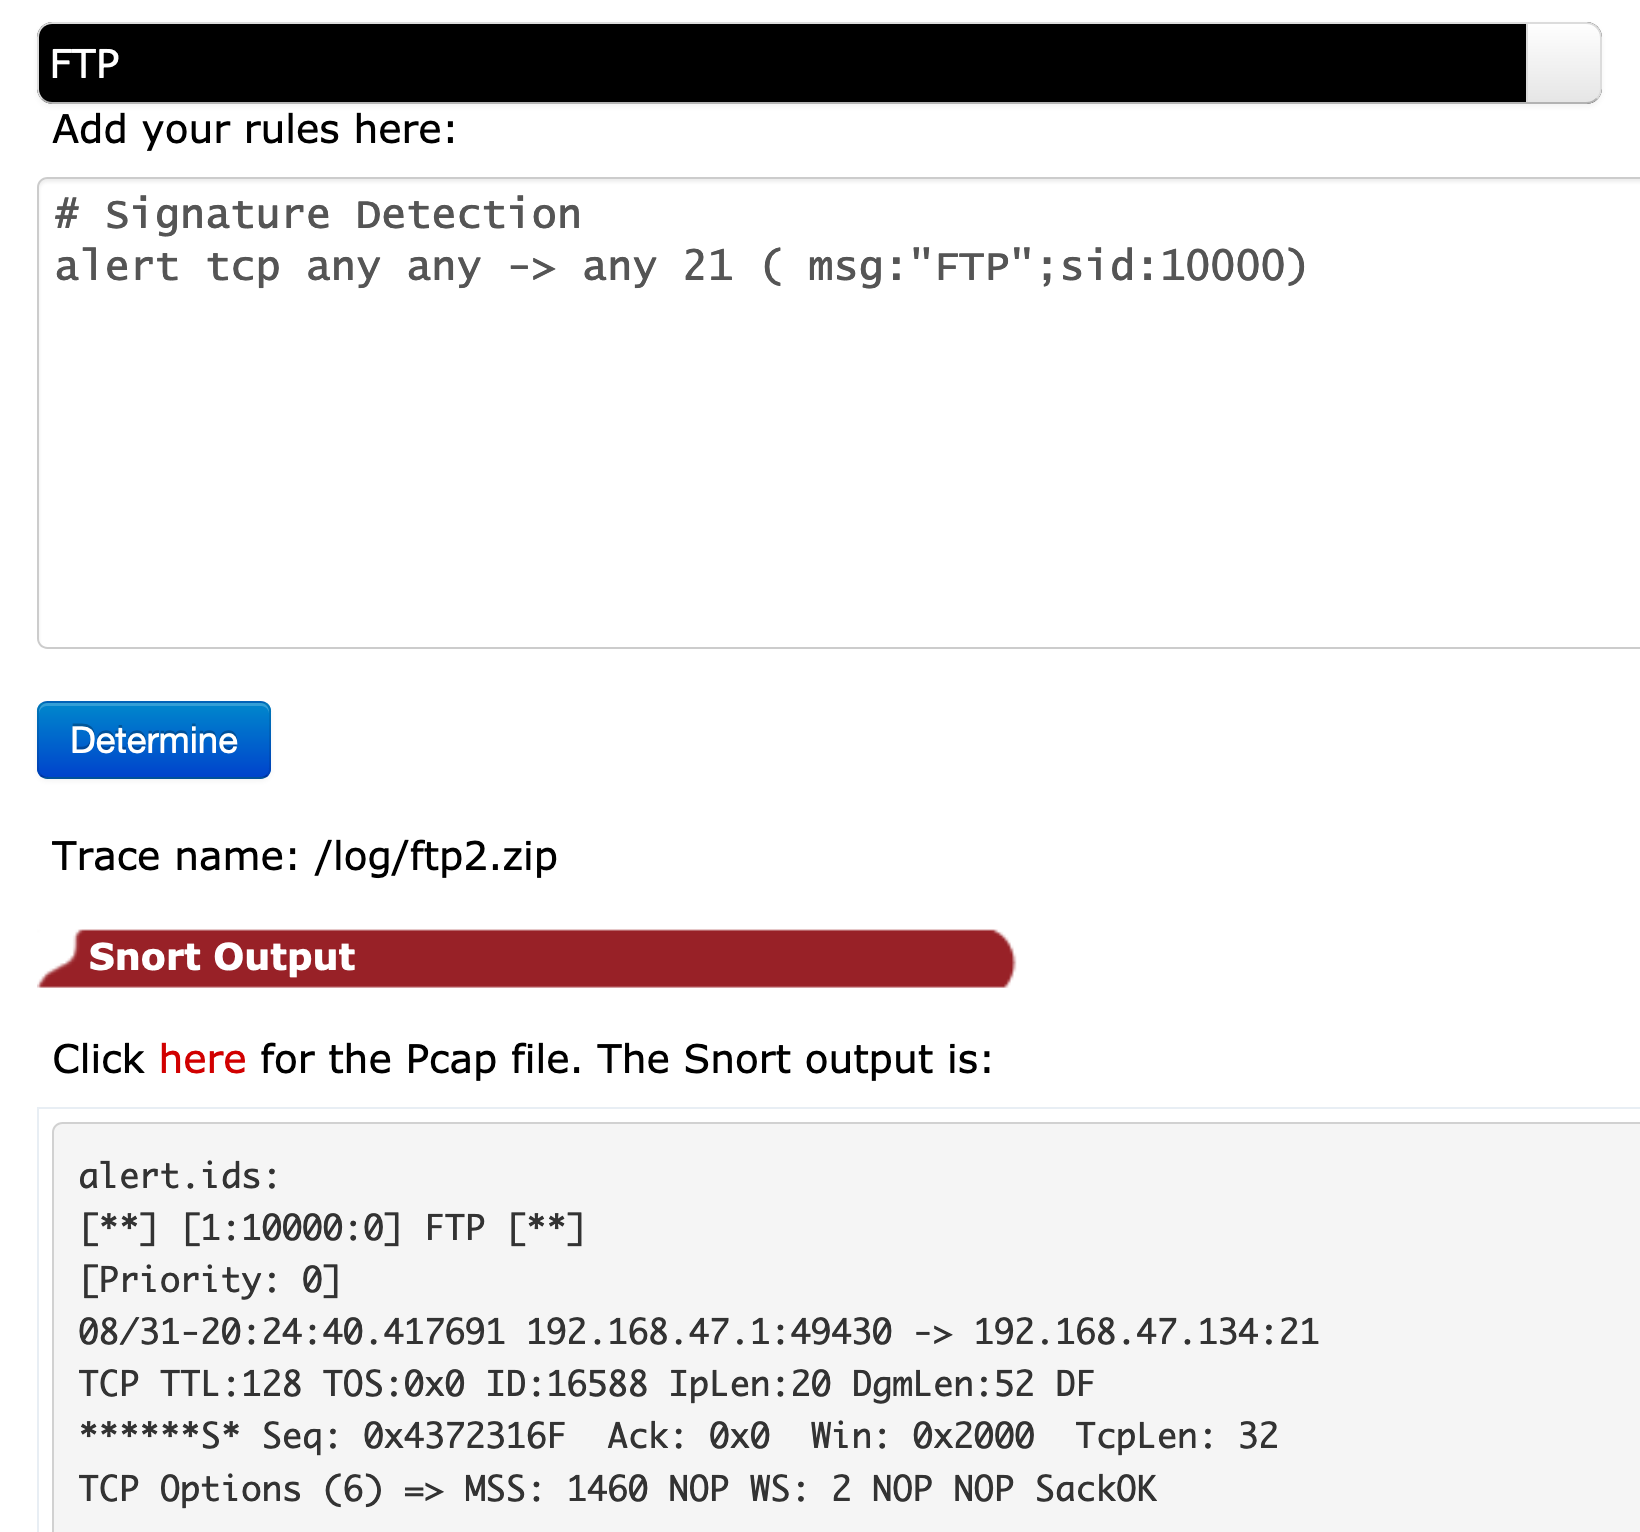 FTP
Add your rules here:
# Signature Detection
alert tcp any any -> any 21 ( msg:"FTP";sid:10000)
Determine
Trace name: /log/ftp2.zip
Snort Output
Click here for the Pcap file. The Snort output is:
alert.ids:
[**] [1:10000:0] FTP [**]
[Priority: 0]
08/31-20:24:40.417691 192.168.47.1:49430 -> 192.168.47.134:21
TCP TTL:128 TOS:0x0 ID:16588 IpLen:20 DgmLen:52 DF
******S* Seq: 0x4372316F  Ack: 0x0  Win: 0x2000  TcpLen: 32
TCP Options (6) => MSS: 1460 NOP WS: 2 NOP NOP SackOK